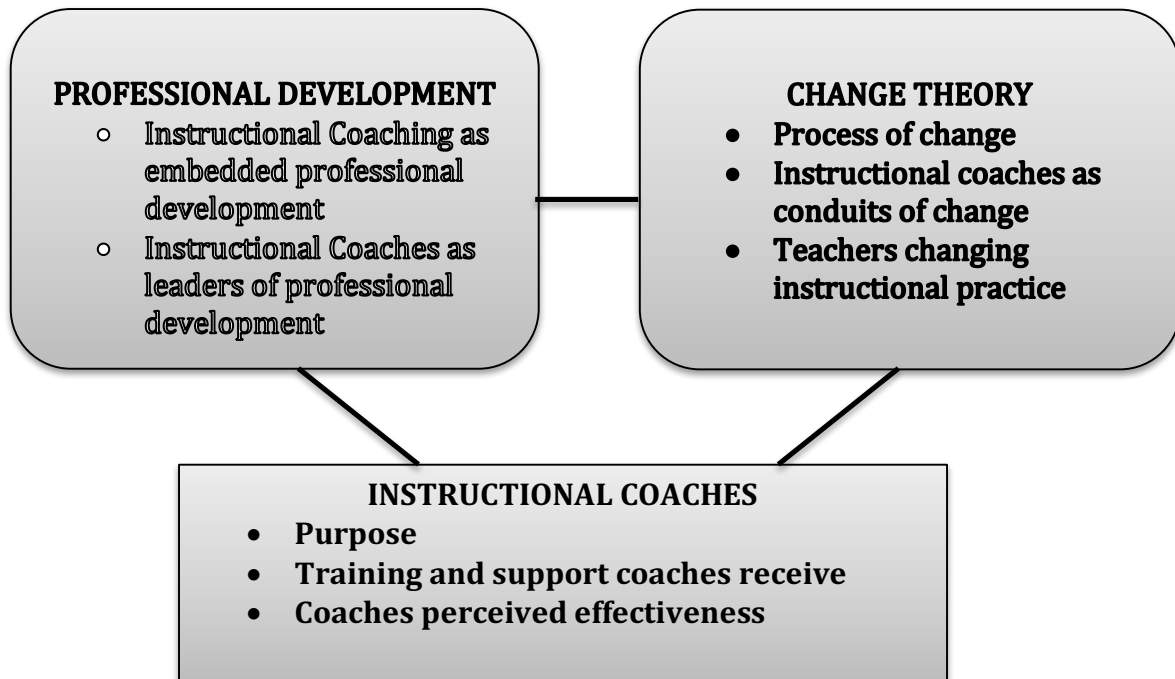 PROFESSIONAL DEVELOPMENT
○ Instructional Coaching as
embedded professional
development
○ Instructional Coaches as
leaders of professional
development
CHANGE THEORY
● Process of change
● Instructional coaches as
conduits of change
● Teachers changing
instructional practice
INSTRUCTIONAL COACHES
• Purpose
• Training and support coaches receive
• Coaches perceived effectiveness